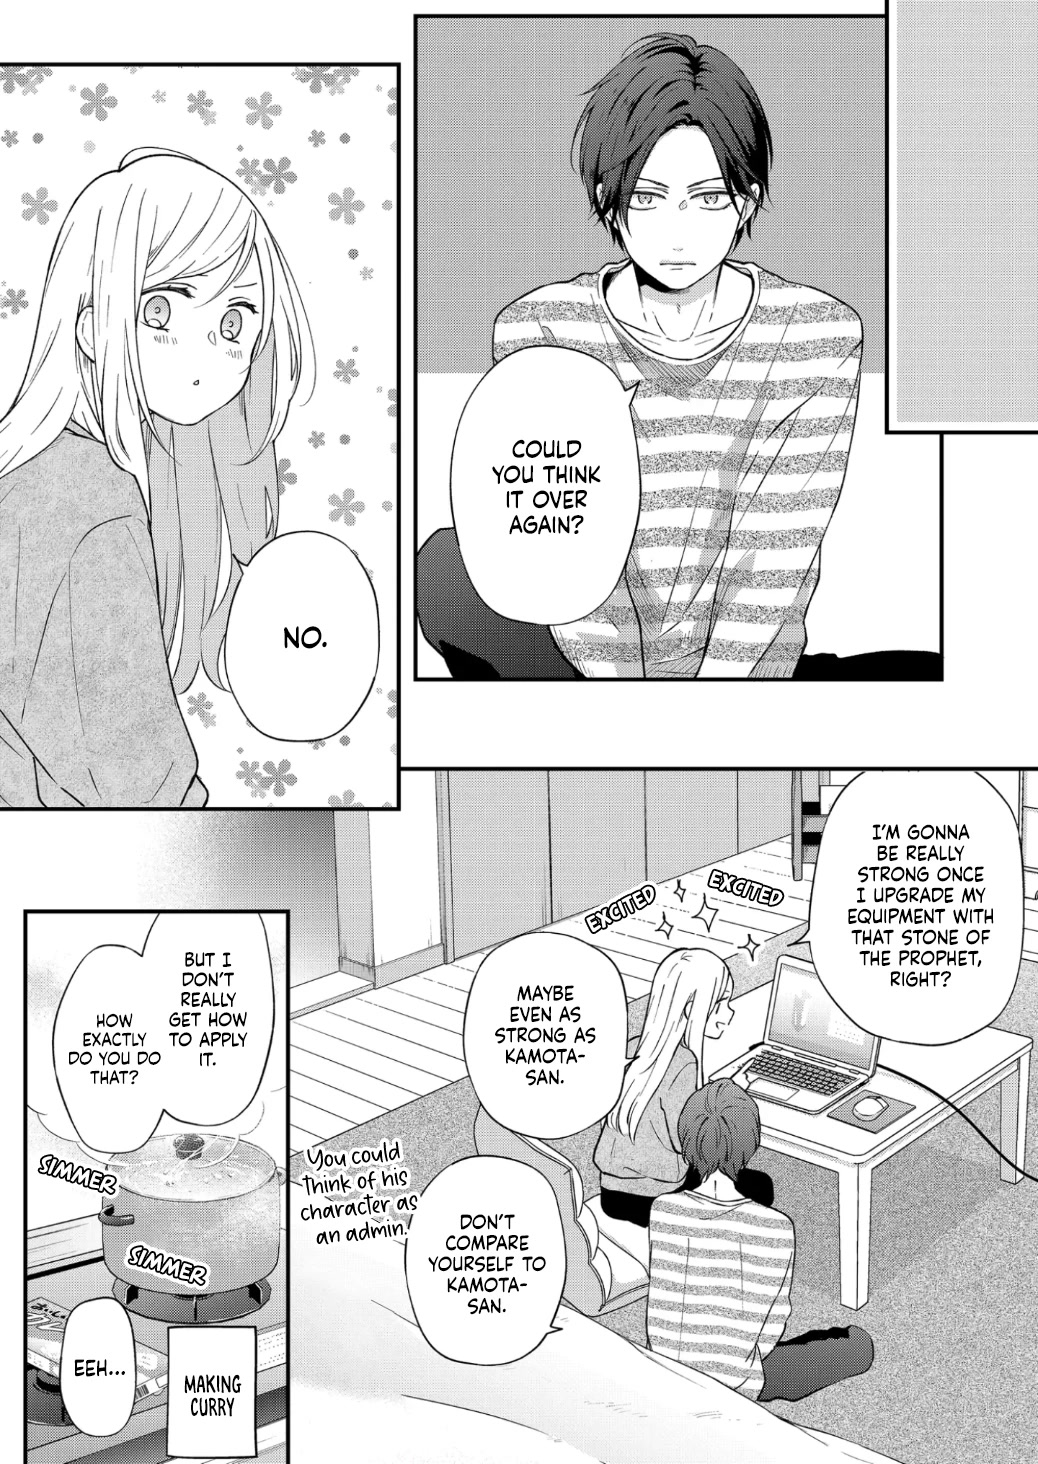 COULD
YOU THINK
IT OVER
AGAIN?
NO.
I'M GONNA
BE REALLY
STRONG ONCE
I UPGRADE MY
EQUIPMENT WITH
THAT STONE OF
THE PROPHET,
RIGHT?
EXCITED
EXCITED
MAYBE
EVEN AS
STRONG AS
KAMOTA-
SAN.
DON'T
COMPARE
YOURSELF TO
KAMOTA-
SAN.
You could
think of his
character as
an admin.
BUT I
DON'T
REALLY
GET HOW
TO APPLY
IT.
HOW
EXACTLY
DO YOU DO
THAT?
SIMMER
SIMMER
EEH...
MAKING
CURRY